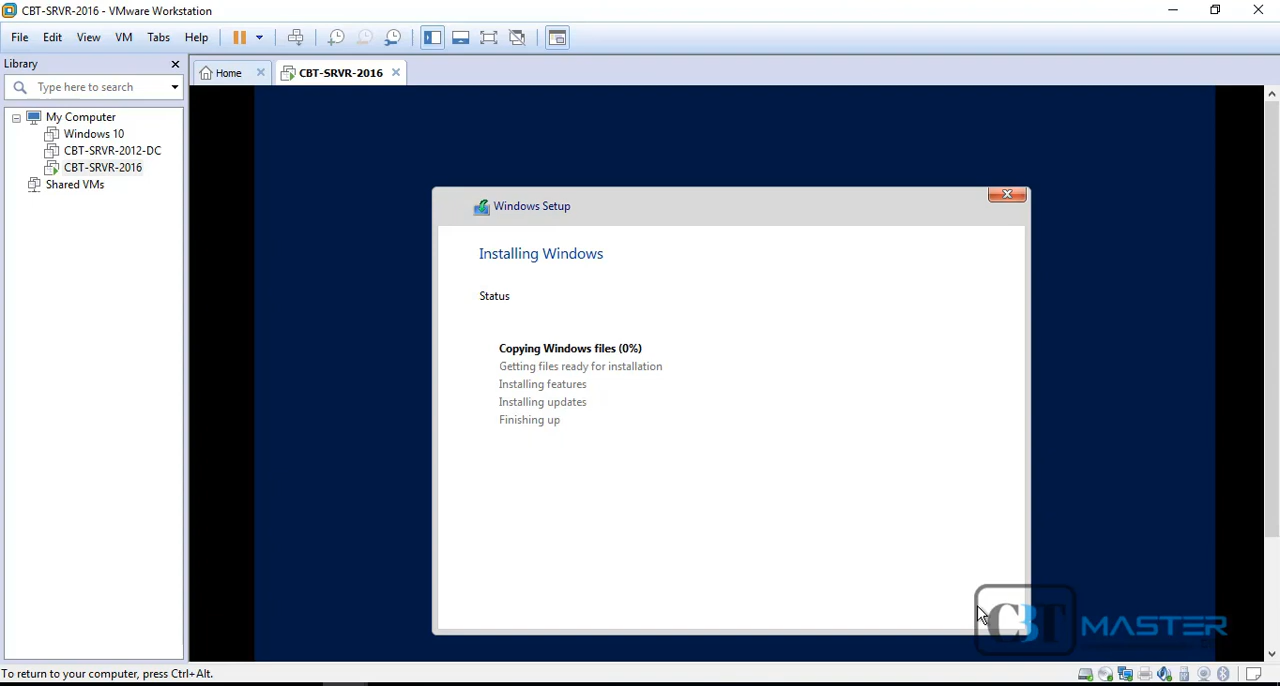 CBT-SRVR-2016 - VMware Workstation
File Edit View VM Tabs Help
Library
Type here to search
Home
CBT-SRVR-2016
My Computer
Windows 10
CBT-SRVR-2012-DC
CBT-SRVR-2016
Shared VMs
Windows Setup
Installing Windows
Status
Copying Windows files (0%)
Getting files ready for installation
Installing features
Installing updates
Finishing up
CBT MASTER
To return to your computer, press Ctrl+Alt.